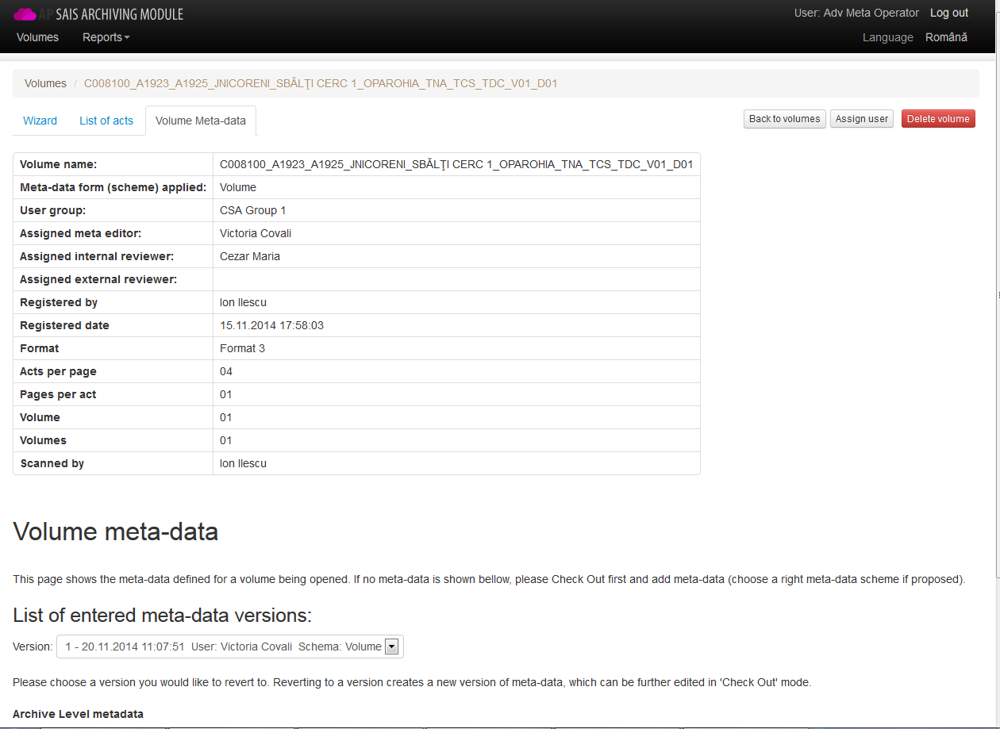 AP SAIS ARCHIVING MODULE
User: Adv Meta Operator Log out
Volumes Reports
Language Română
Volumes / C008100_A1923_A1925_JNICORENI_SBĂLŢI CERC 1_OPAROHIA_TNA_TCS_TDC_V01_D01
Wizard List of acts Volume Meta-data
Back to volumes Assign user Delete volume
Volume name: C008100_A1923_A1925_JNICORENI_SBĂLŢI CERC 1_OPAROHIA_TNA_TCS_TDC_V01_D01
Meta-data form (scheme) applied: Volume
User group: CSA Group 1
Assigned meta editor: Victoria Covali
Assigned internal reviewer: Cezar Maria
Assigned external reviewer:
Registered by Ion Ilescu
Registered date 15.11.2014 17:58:03
Format Format 3
Acts per page 04
Pages per act 01
Volume 01
Volumes 01
Scanned by Ion Ilescu
Volume meta-data
This page shows the meta-data defined for a volume being opened. If no meta-data is shown bellow, please Check Out first and add meta-data (choose a right meta-data scheme if proposed).
List of entered meta-data versions:
Version: 1 - 20.11.2014 11:07:51 User: Victoria Covali Schema: Volume
Please choose a version you would like to revert to. Reverting to a version creates a new version of meta-data, which can be further edited in 'Check Out' mode.
Archive Level metadata